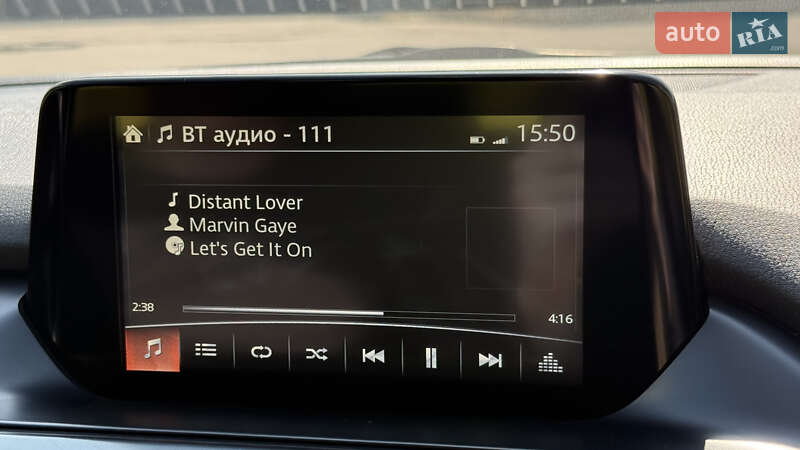 auto RIA .com
ВТ аудио - 111
15:50
Distant Lover
Marvin Gaye
Let's Get It On
2:38
4:16